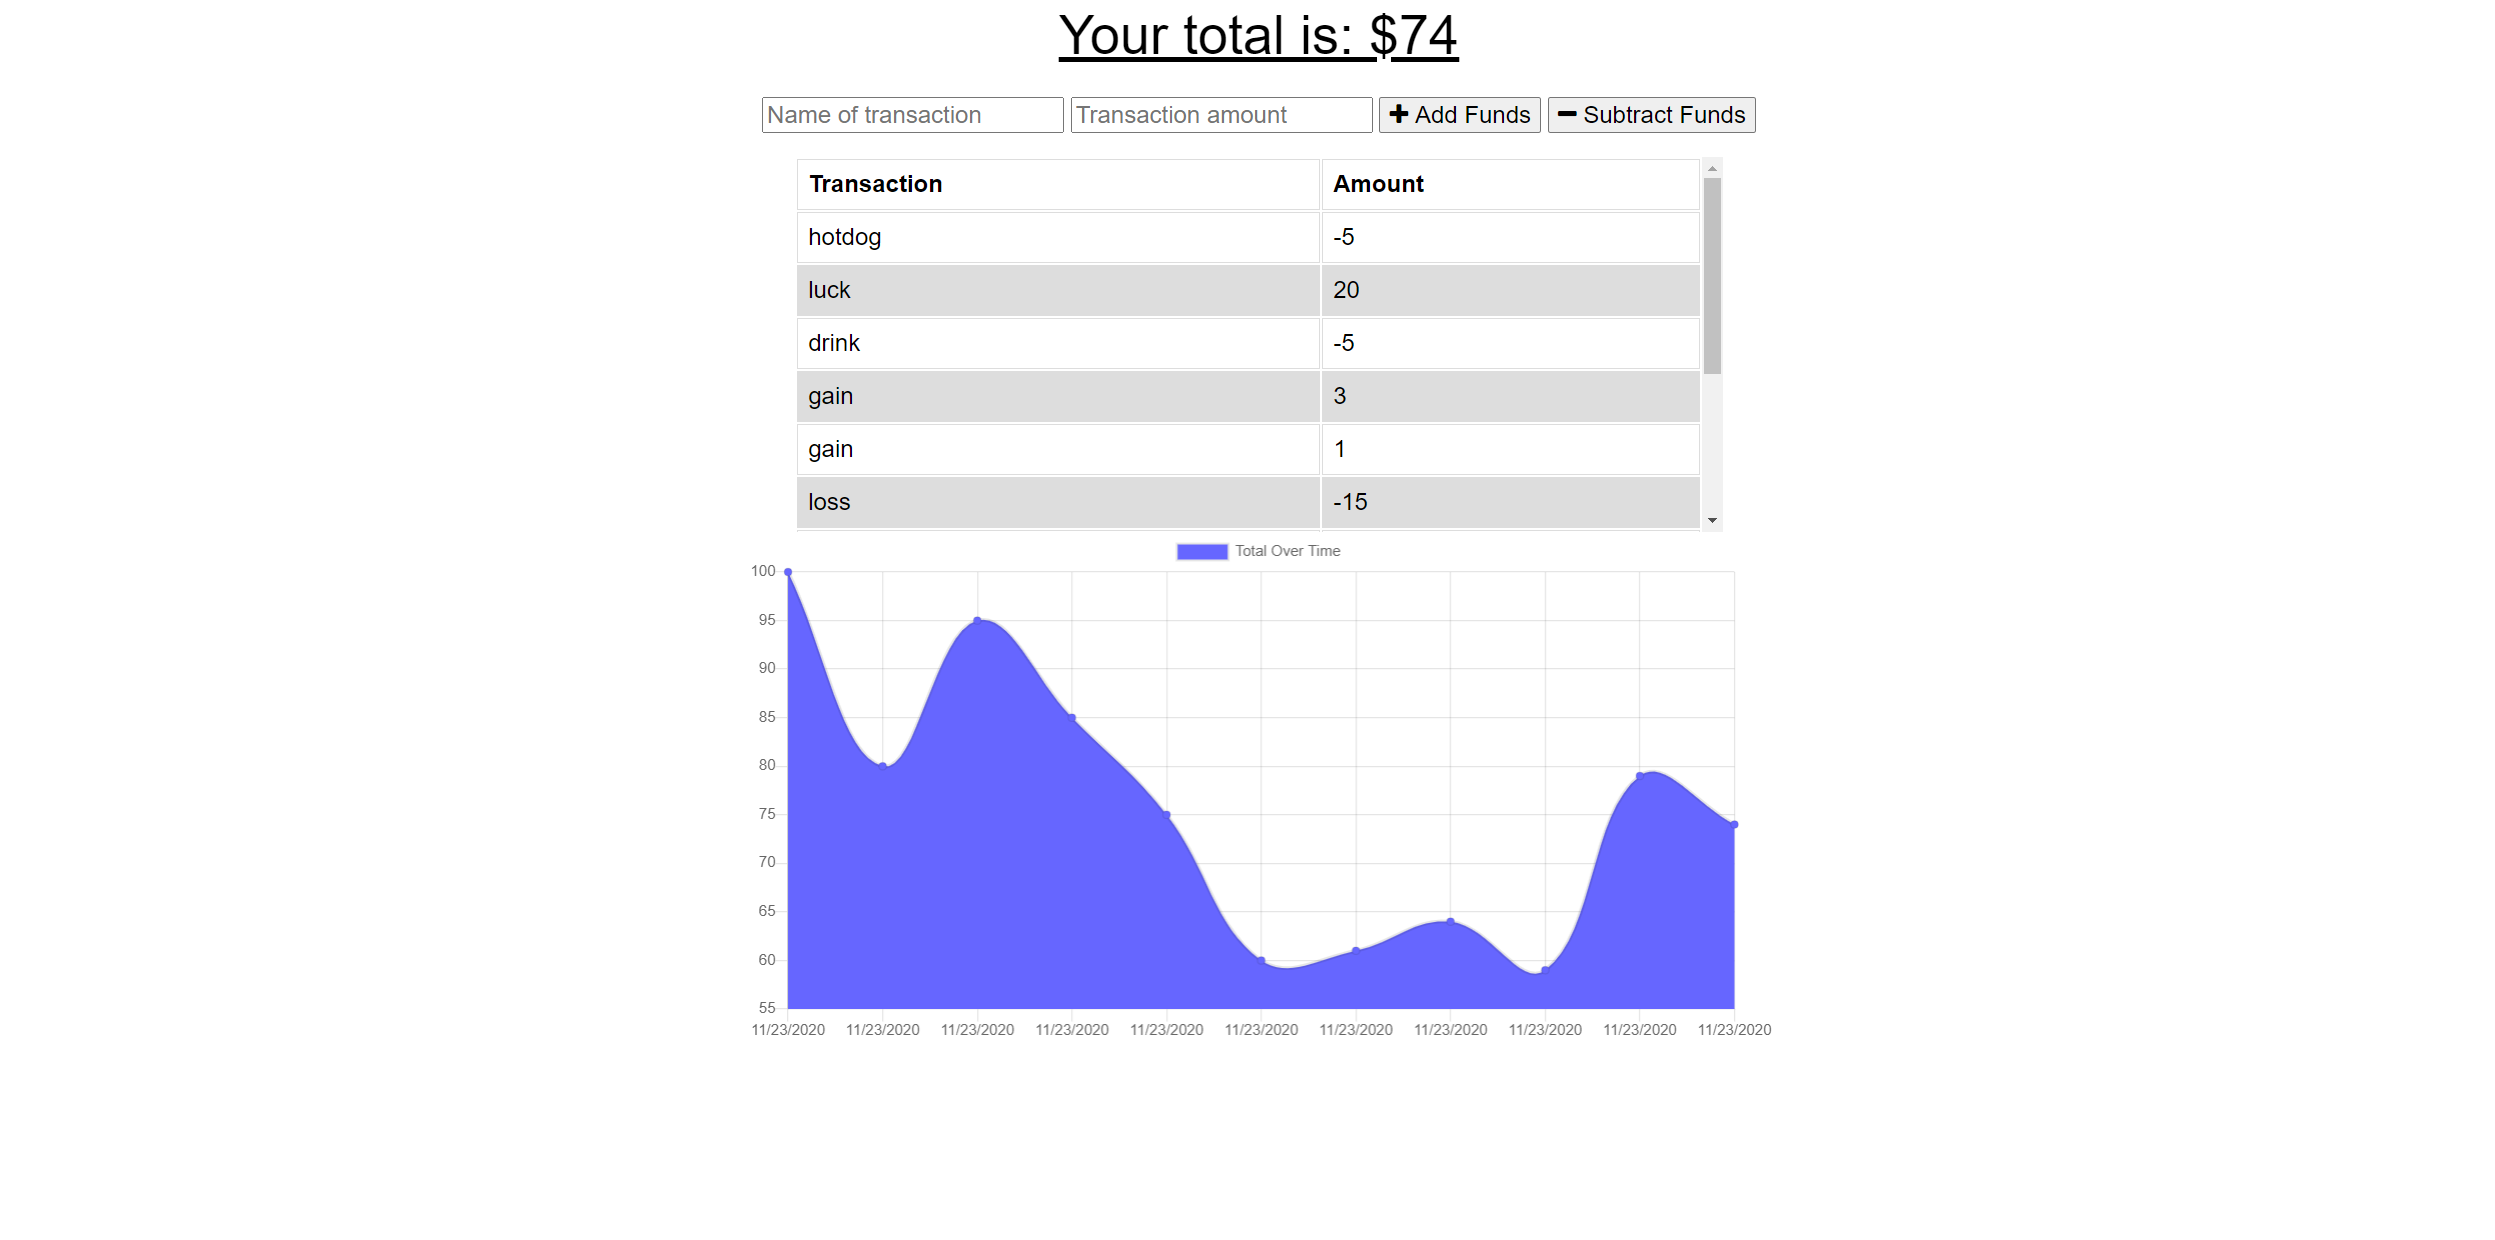 Your total is: $74
Name of transaction Transaction amount Add Funds Subtract Funds
Transaction Amount
hotdog -5
luck 20
drink -5
gain 3
gain 1
loss -15
Total Over Time
100
95
90
85
80
75
70
65
60
55
11/23/2020 11/23/2020 11/23/2020 11/23/2020 11/23/2020 11/23/2020 11/23/2020 11/23/2020 11/23/2020 11/23/2020 11/23/2020